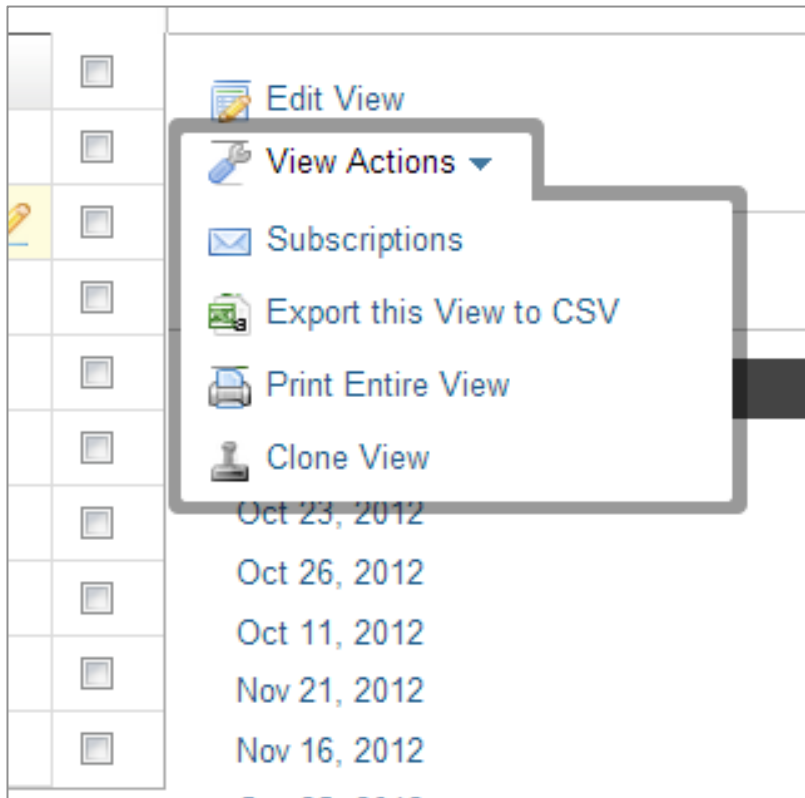 Edit View
View Actions
Subscriptions
Export this View to CSV
Print Entire View
Clone View
Oct 23, 2012
Oct 26, 2012
Oct 11, 2012
Nov 21, 2012
Nov 16, 2012